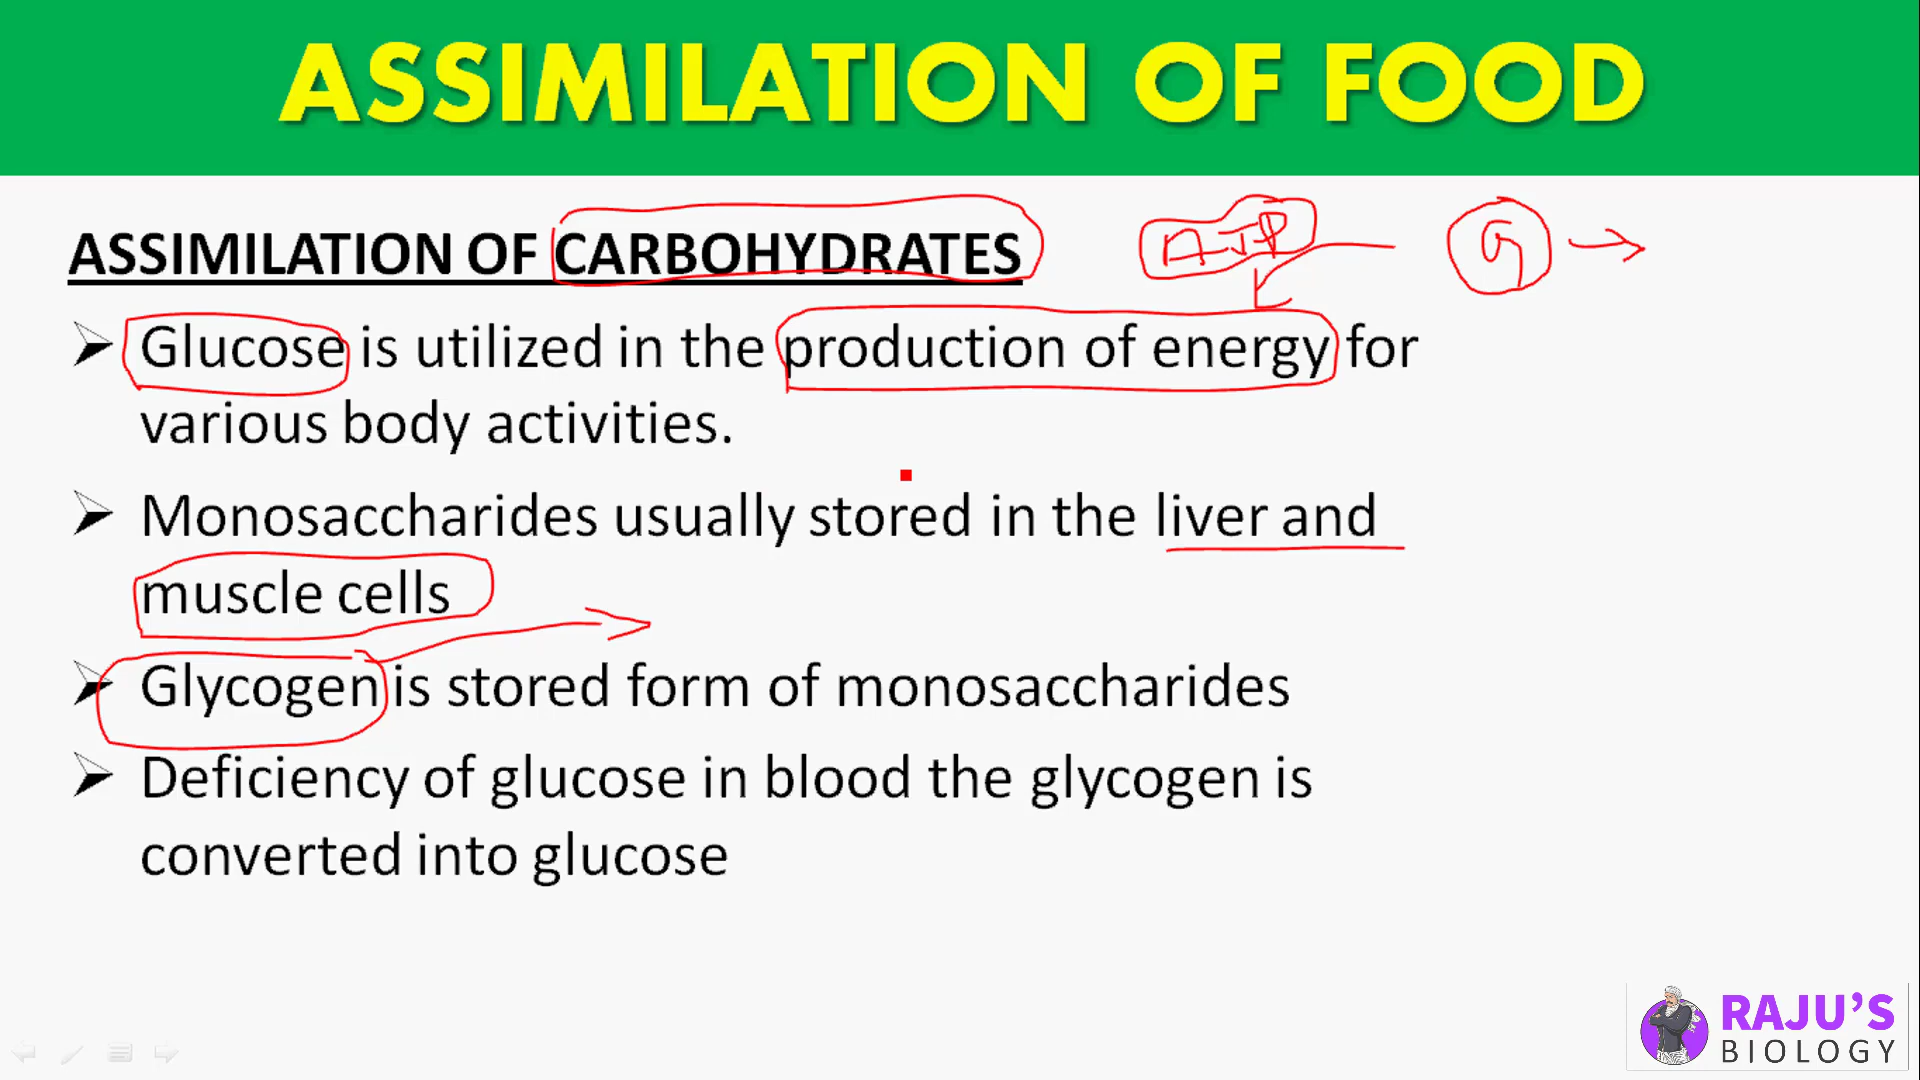 ASSIMILATION OF FOOD
ASSIMILATION OF CARBOHYDRATES
ATP
G
Glucose is utilized in the production of energy for
various body activities.
Monosaccharides usually stored in the liver and
muscle cells
Glycogen is stored form of monosaccharides
Deficiency of glucose in blood the glycogen is
converted into glucose
RAJU'S
BIOLOGY